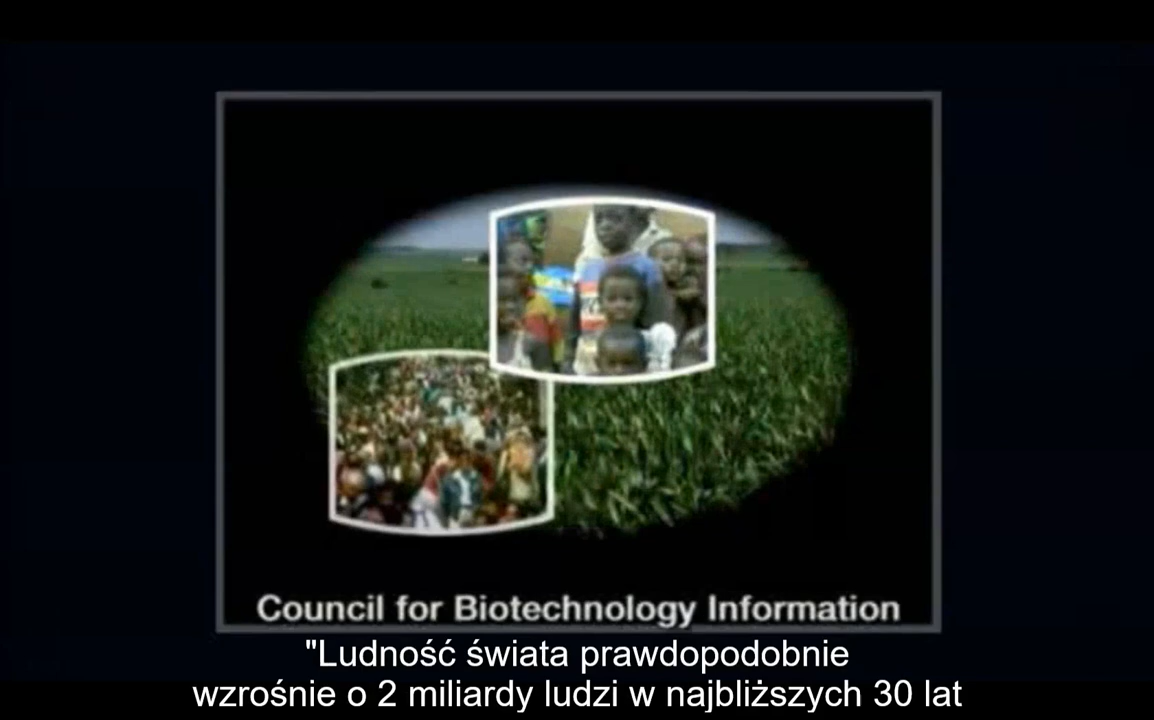 Council for Biotechnology Information
"Ludność świata prawdopodobnie
wzrośnie o 2 miliardy ludzi w najbliższych 30 lat